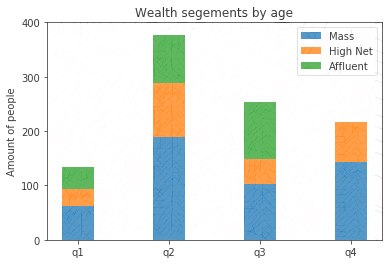 Wealth segements by age
400
300
200
100
0
Amount of people
Mass
High Net
Affluent
q1 q2 q3 q4